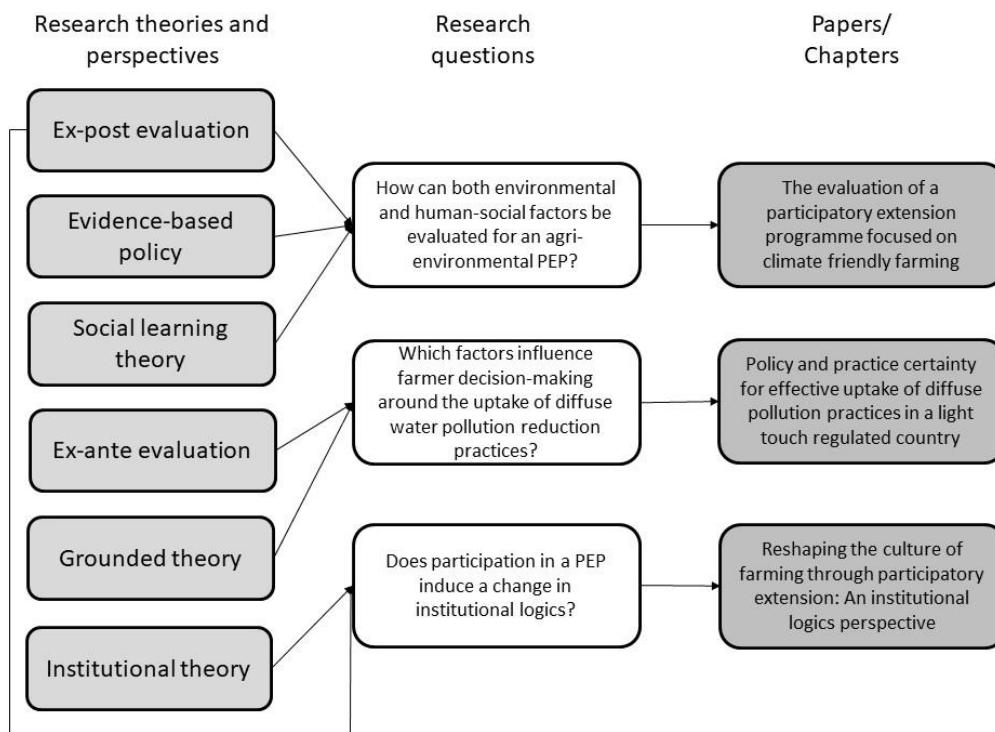 Research theories and
perspectives
Research
questions
Papers/
Chapters
Ex-post evaluation
Evidence-based
policy
Social learning
theory
Ex-ante evaluation
Grounded theory
Institutional theory
How can both environmental
and human-social factors be
evaluated for an agri-
environmental PEP?
Which factors influence
farmer decision-making
around the uptake of diffuse
water pollution reduction
practices?
Does participation in a PEP
induce a change in
institutional logics?
The evaluation of a
participatory extension
programme focused on
climate friendly farming
Policy and practice certainty
for effective uptake of diffuse
pollution practices in a light
touch regulated country
Reshaping the culture of
farming through participatory
extension: An institutional
logics perspective